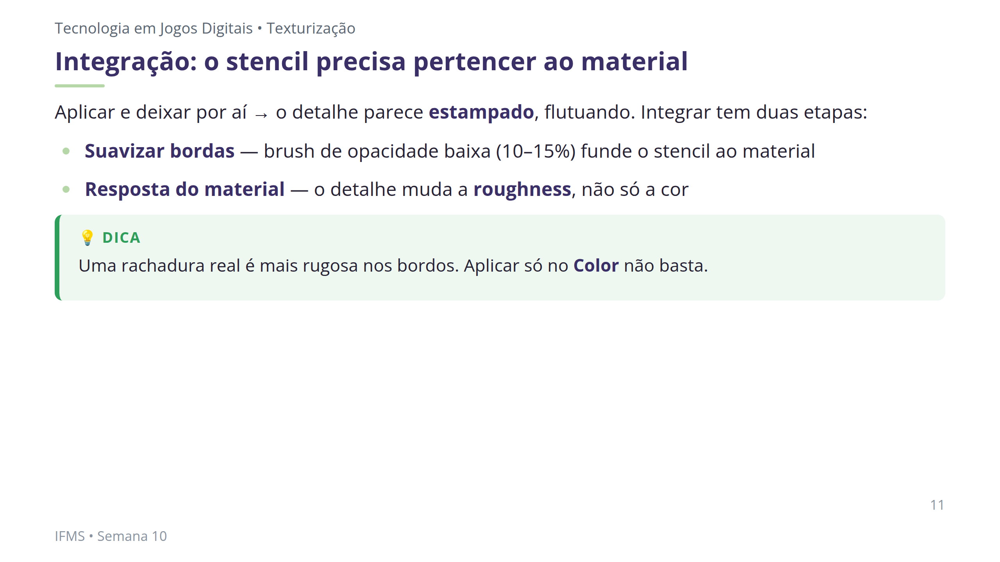 Tecnologia em Jogos Digitais • Texturização
Integração: o stencil precisa pertencer ao material
Aplicar e deixar por aí → o detalhe parece estampado, flutuando. Integrar tem duas etapas:
• Suavizar bordas — brush de opacidade baixa (10–15%) funde o stencil ao material
• Resposta do material — o detalhe muda a roughness, não só a cor
💡 DICA
Uma rachadura real é mais rugosa nos bordos. Aplicar só no Color não basta.
11
IFMS • Semana 10